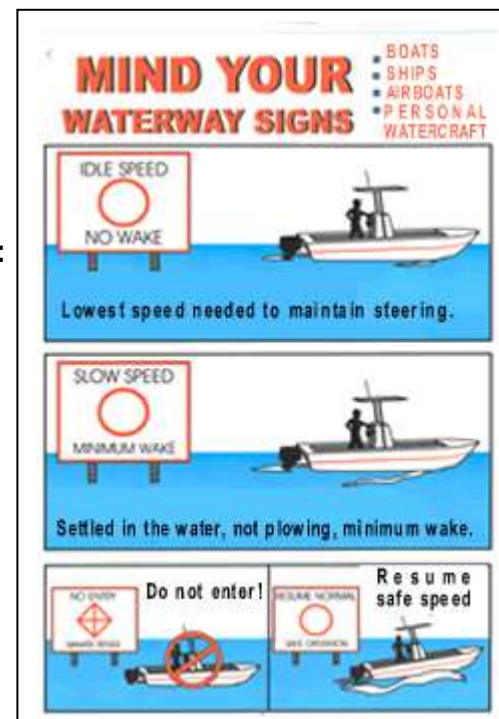 :
MIND YOUR
WATERWAY SIGNS
• BOATS
• SHIPS
• AIRBOATS
• PERSONAL
WATERCRAFT
IDLE SPEED
NO WAKE
Lowest speed needed to maintain steering.
SLOW SPEED
MINIMUM WAKE
Settled in the water, not plowing, minimum wake.
NO ENTRY
Do not enter!
RESUME NORMAL
SAFE OPERATION
Resume
safe speed